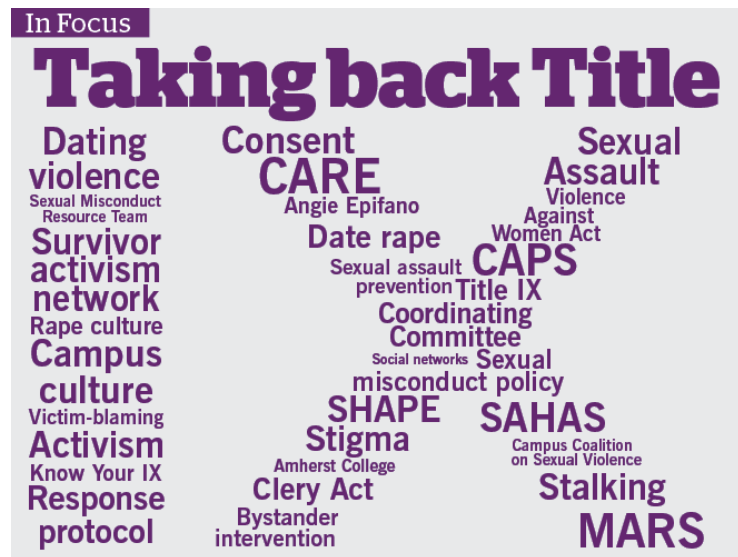 In Focus
Taking back Title
Dating
violence
Sexual Misconduct
Resource Team
Survivor
activism
network
Rape culture
Campus
culture
Victim-blaming
Activism
Know Your IX
Response
protocol
Consent
CARE
Angie Epifano
Date rape
Sexual assault
prevention
Sexual
Assault
Violence
Against
Women Act
CAPS
Title IX
Coordinating
Committee
Social networks
Sexual
misconduct policy
SHAPE
Stigma
Amherst College
Clery Act
Bystander
intervention
SAHAS
Campus Coalition
on Sexual Violence
Stalking
MARS